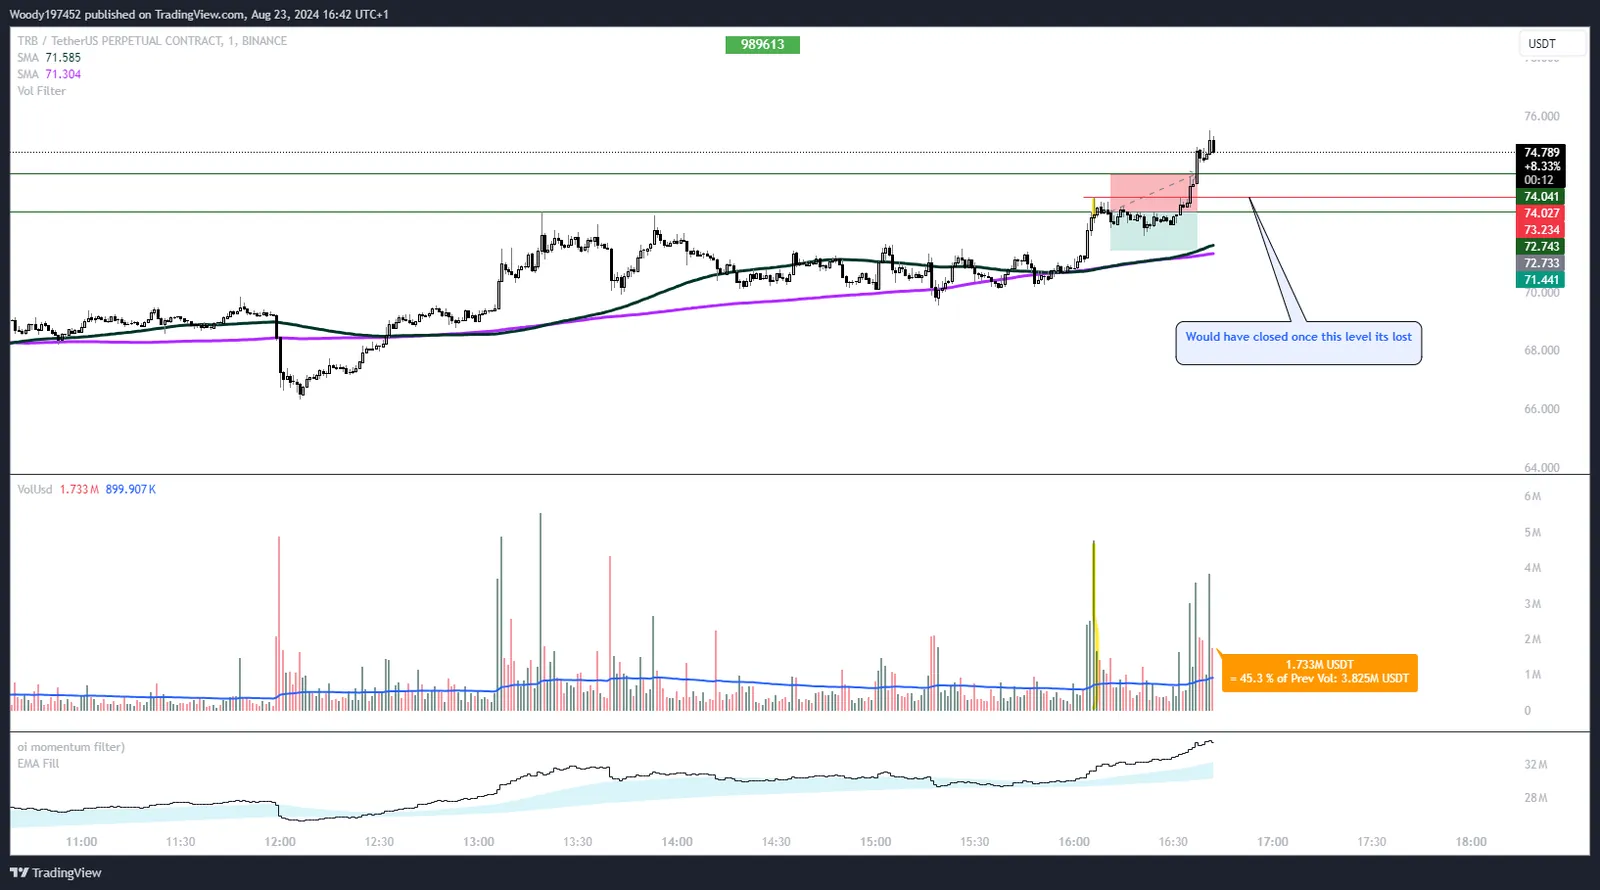 Woody197452 published on TradingView.com, Aug 23, 2024 16:42 UTC+1
TRB / TetherUS PERPETUAL CONTRACT, 1, BINANCE
989613
USDT
SMA 71.585
SMA 71.304
Vol Filter
76.000
74.789
+8.33%
00:12
74.041
74.027
73.234
72.743
72.733
71.441
70.000
Would have closed once this level its lost
68.000
66.000
64.000
VolUsd 1.733 M 899.907 K
6M
5M
4M
3M
2M
1M
0
1.733M USDT
= 45.3 % of Prev Vol: 3.825M USDT
oi momentum filter)
EMA Fill
32M
28M
11:00 11:30 12:00 12:30 13:00 13:30 14:00 14:30 15:00 15:30 16:00 16:30 17:00 17:30 18:00
TradingView